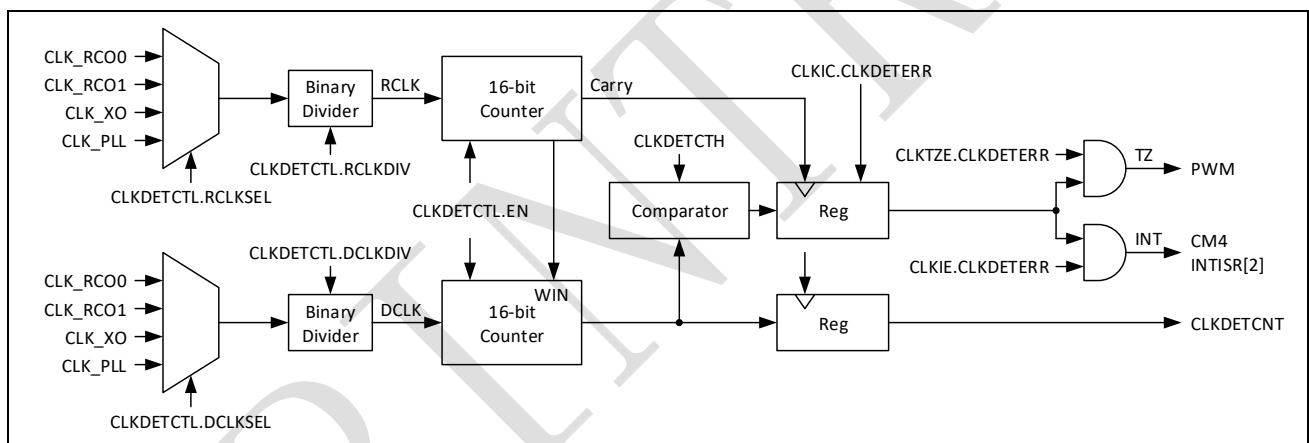 CLK_RCO0
CLK_RCO1
CLK_XO
CLK_PLL
CLKDETCTL.RCLKSEL
Binary
Divider
CLKDETCTL.RCLKDIV
RCLK
16-bit
Counter
Carry
CLKIC.CLKDETERR
CLKDETCTL.EN
CLKDETCTH
Comparator
Reg
CLKTZE.CLKDETERR
TZ
PWM
INT
CM4
INTISR[2]
CLKIE.CLKDETERR
CLK_RCO0
CLK_RCO1
CLK_XO
CLK_PLL
CLKDETCTL.DCLKSEL
CLKDETCTL.DCLKDIV
Binary
Divider
DCLK
WIN
16-bit
Counter
Reg
CLKDETCNT